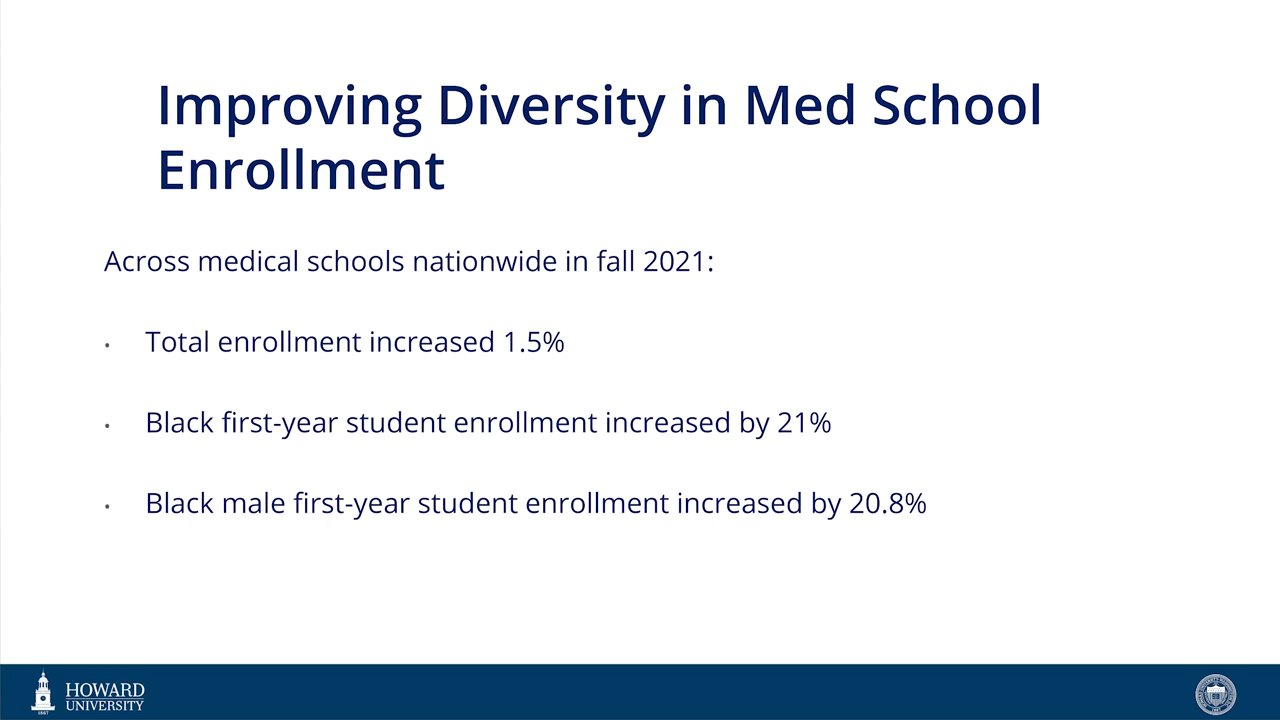 Improving Diversity in Med School
Enrollment
Across medical schools nationwide in fall 2021:
• Total enrollment increased 1.5%
• Black first-year student enrollment increased by 21%
• Black male first-year student enrollment increased by 20.8%
HOWARD
UNIVERSITY
1867